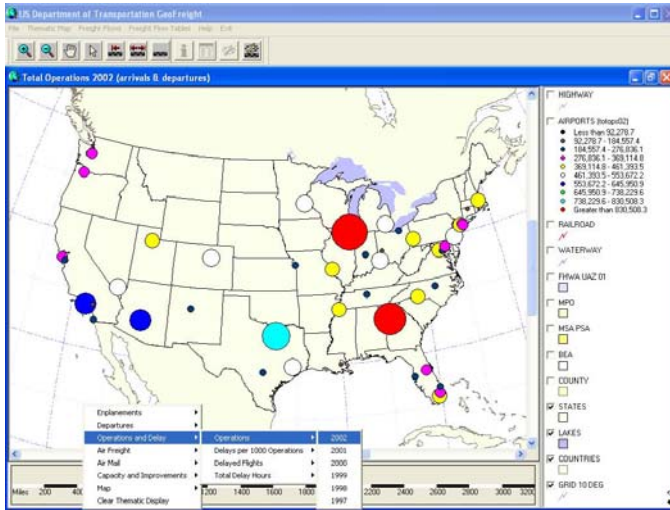 US Department of Transportation GeoFreight
File Thematic Map Freight Flows Freight Flow Tables Help Exit
Total Operations 2002 (arrivals & departures)
HIGHWAY
AIRPORTS (totops02)
Less than 92,278.7
92,278.7 - 184,557.4
184,557.4 - 276,836.1
276,836.1 - 369,114.8
369,114.8 - 461,393.5
461,393.5 - 553,672.2
553,672.2 - 645,950.9
645,950.9 - 738,229.6
738,229.6 - 830,508.3
Greater than 830,508.3
RAILROAD
WATERWAY
FHWA UAZ 01
MPO
MSA PSA
BEA
COUNTY
STATES
LAKES
COUNTRIES
GRID 10 DEG
Enplanements
Departures
Operations and Delay
Air Freight
Air Mail
Capacity and Improvements
Map
Clear Thematic Display
Operations
Delays per 1000 Operations
Delayed Flights
Total Delay Hours
2002
2001
2000
1999
1998
1997
Miles 200 400 1200 1400 1600 1800 2200 2400 2600 2800 3000 3200